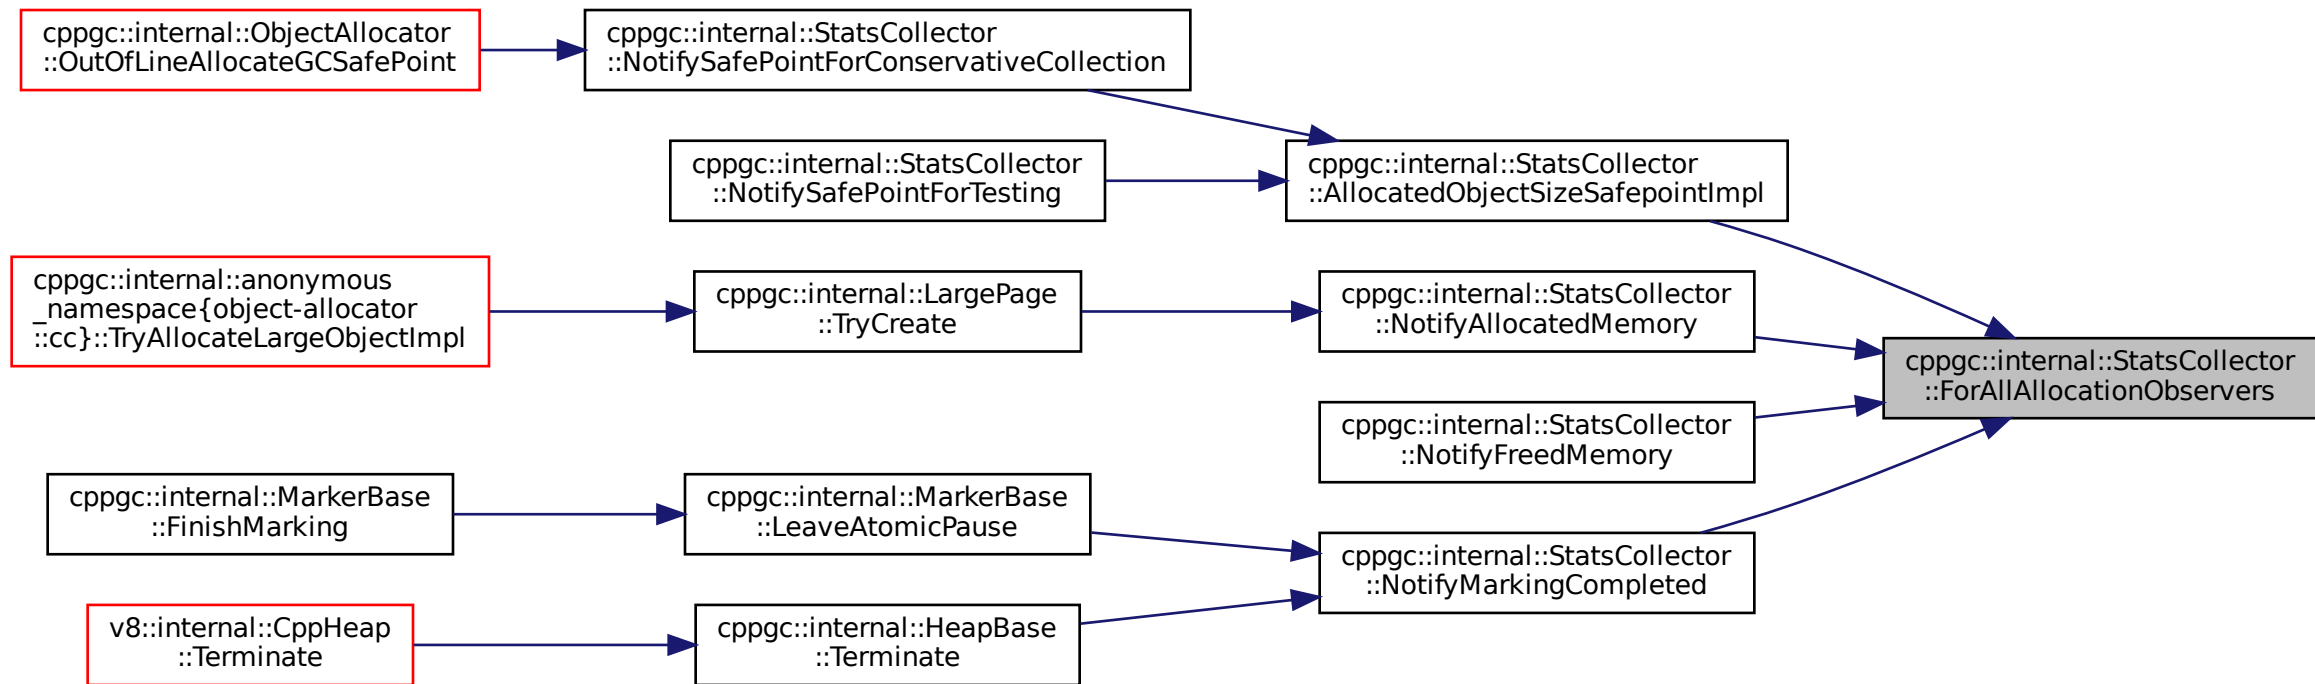 cppgc::internal::ObjectAllocator
::OutOfLineAllocateGCSafePoint
cppgc::internal::StatsCollector
::NotifySafePointForConservativeCollection
cppgc::internal::StatsCollector
::NotifySafePointForTesting
cppgc::internal::StatsCollector
::AllocatedObjectSizeSafepointImpl
cppgc::internal::anonymous
_namespace{object-allocator
::cc}::TryAllocateLargeObjectImpl
cppgc::internal::LargePage
::TryCreate
cppgc::internal::StatsCollector
::NotifyAllocatedMemory
cppgc::internal::StatsCollector
::ForAllAllocationObservers
cppgc::internal::StatsCollector
::NotifyFreedMemory
cppgc::internal::MarkerBase
::FinishMarking
cppgc::internal::MarkerBase
::LeaveAtomicPause
cppgc::internal::StatsCollector
::NotifyMarkingCompleted
v8::internal::CppHeap
::Terminate
cppgc::internal::HeapBase
::Terminate